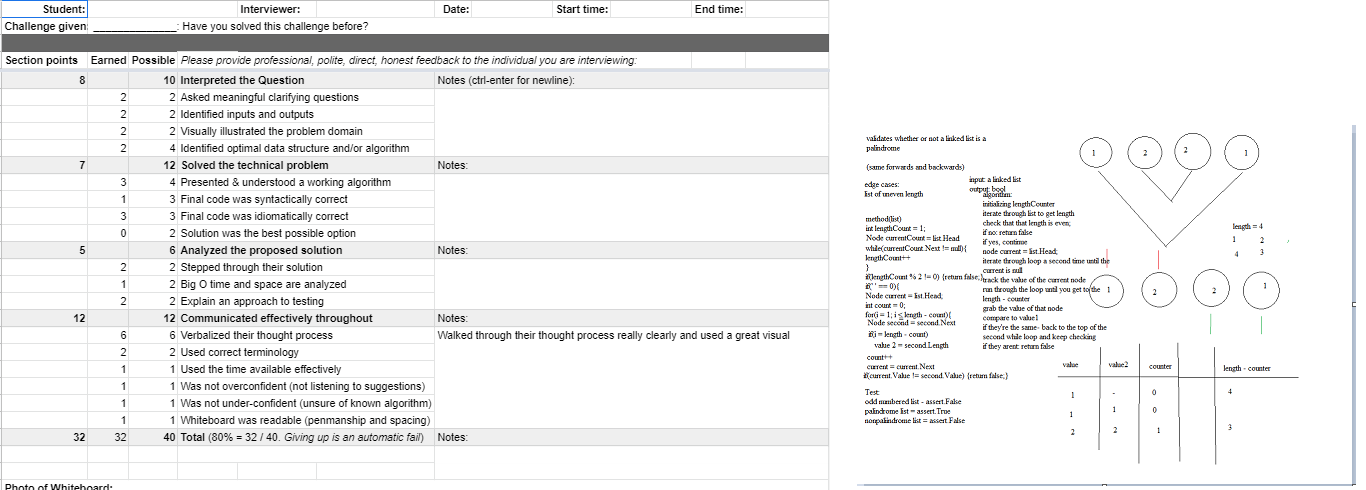 Student: Interviewer: Date: Start time: End time:
Challenge given: ______________: Have you solved this challenge before?
Section points Earned Possible Please provide professional, polite, direct, honest feedback to the individual you are interviewing:
8 10 Interpreted the Question Notes (ctrl-enter for newline):
2 2 Asked meaningful clarifying questions
2 2 Identified inputs and outputs
2 2 Visually illustrated the problem domain
2 4 Identified optimal data structure and/or algorithm
7 12 Solved the technical problem Notes:
3 4 Presented & understood a working algorithm
1 3 Final code was syntactically correct
3 3 Final code was idiomatically correct
0 2 Solution was the best possible option
5 6 Analyzed the proposed solution Notes:
2 2 Stepped through their solution
1 2 Big O time and space are analyzed
2 2 Explain an approach to testing
12 12 Communicated effectively throughout Notes:
6 6 Verbalized their thought process Walked through their thought process really clearly and used a great visual
2 2 Used correct terminology
1 1 Used the time available effectively
1 1 Was not overconfident (not listening to suggestions)
1 1 Was not under-confident (unsure of known algorithm)
1 1 Whiteboard was readable (penmanship and spacing)
32 32 40 Total (80% = 32 / 40. Giving up is an automatic fail) Notes:
Photo of Whiteboard:
validates whether or not a linked list is a
palindrome
(same forwards and backwards)
edge cases:
list of uneven length
method(list)
int lengthCount = 1;
Node currentCount = list.Head
while(currentCount.Next != null){
lengthCount++
}
if(lengthCount % 2 != 0) {return false;}
if('' == 0){
Node current = list.Head,
int count = 0;
for(i = 1; i ≤ length - count){
Node second = second.Next
if(i = length - count)
value 2 = second.Length
count++
current = current.Next
if(current.Value != second.Value) {return false;}
Test:
odd numbered list - assert.False
palindrome list = assert.True
nonpalindrome list = assert.False
input: a linked list
output: bool
algorithm:
initializing lengthCounter
iterate through list to get length
check that that length is even,
if no: return false
if yes, continue
node current = list.Head;
iterate through loop a second time until the
current is null
track the value of the current node
run through the loop until you get to the
length - counter
grab the value of that node
compare to value1
if they're the same- back to the top of the
second while loop and keep checking
if they arent: return false
1 2 2 1
length = 4
1 2
4 3
1 2 2 1
value value2 counter length - counter
1 - 0 4
1 1 0
2 2 1 3